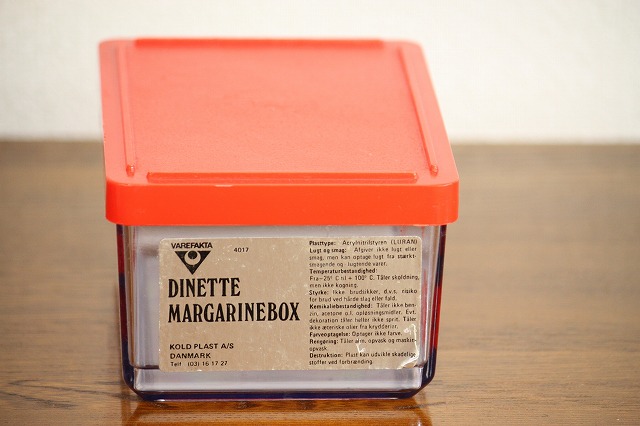 VAREFAKTA
4017
DINETTE
MARGARINEBOX
KOLD PLAST A/S
DANMARK
Telf (03) 16 17 27
Plasttype: Acrylnitrilstyren (LURAN)
Lugt og smag: Afgiver ikke lugt eller
smag, men kan optage lugt fra stærkt-
smagende og -lugtende varer.
Temperaturbestandighed:
Fra ÷ 25° C til + 100° C. Tåler skoldning,
men ikke kogning.
Styrke: Ikke brudsikker, d.v.s. risiko
for brud ved hårde slag eller fald.
Kemikaliebestandighed: Tåler ikke ben-
zin, acetone o.l. opløsningsmidler. Evt.
dekoration tåler heller ikke sprit. Tåler
ikke æteriske olier fra krydderier.
Farveoptagelse: Optager ikke farve.
Rengøring: Tåler alm. opvask og maskin-
opvask.
Destruktion: Plast kan udvikle skadelige
stoffer ved forbrænding.